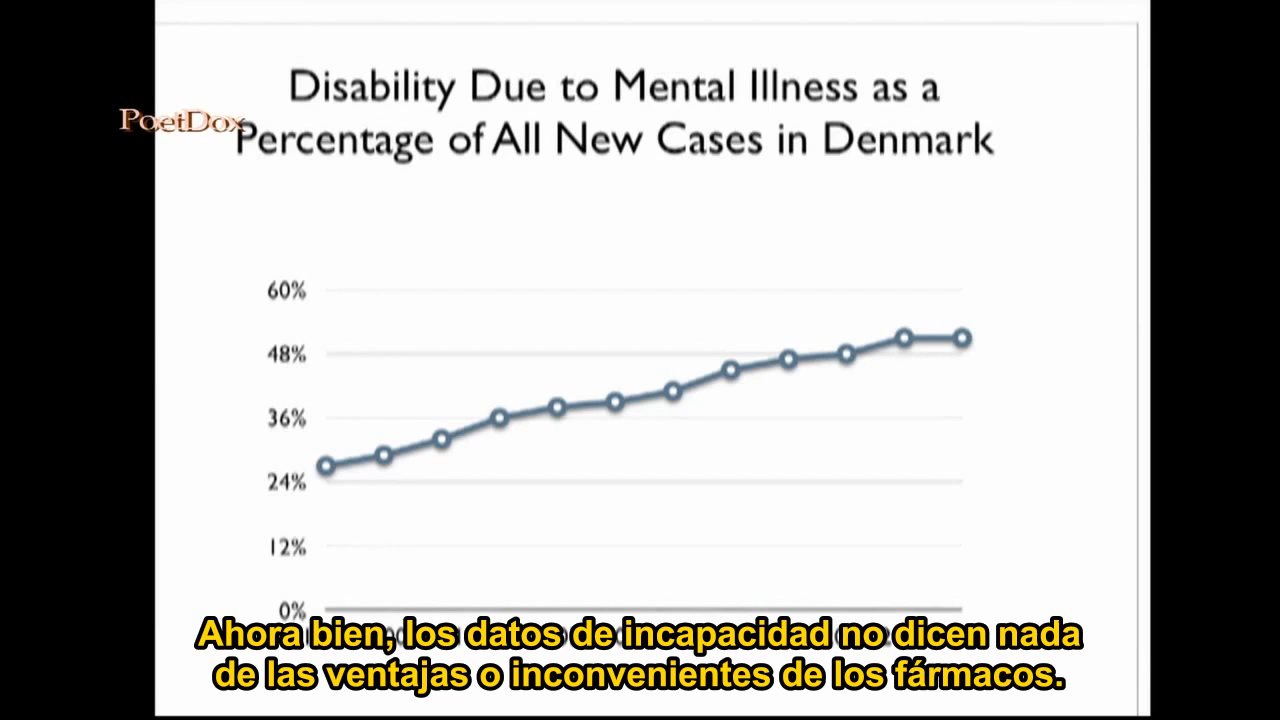 Disability Due to Mental Illness as a
PoetDox
Percentage of All New Cases in Denmark
60%
48%
36%
24%
12%
0%
Ahora bien, los datos de incapacidad no dicen nada
de las ventajas o inconvenientes de los fármacos.